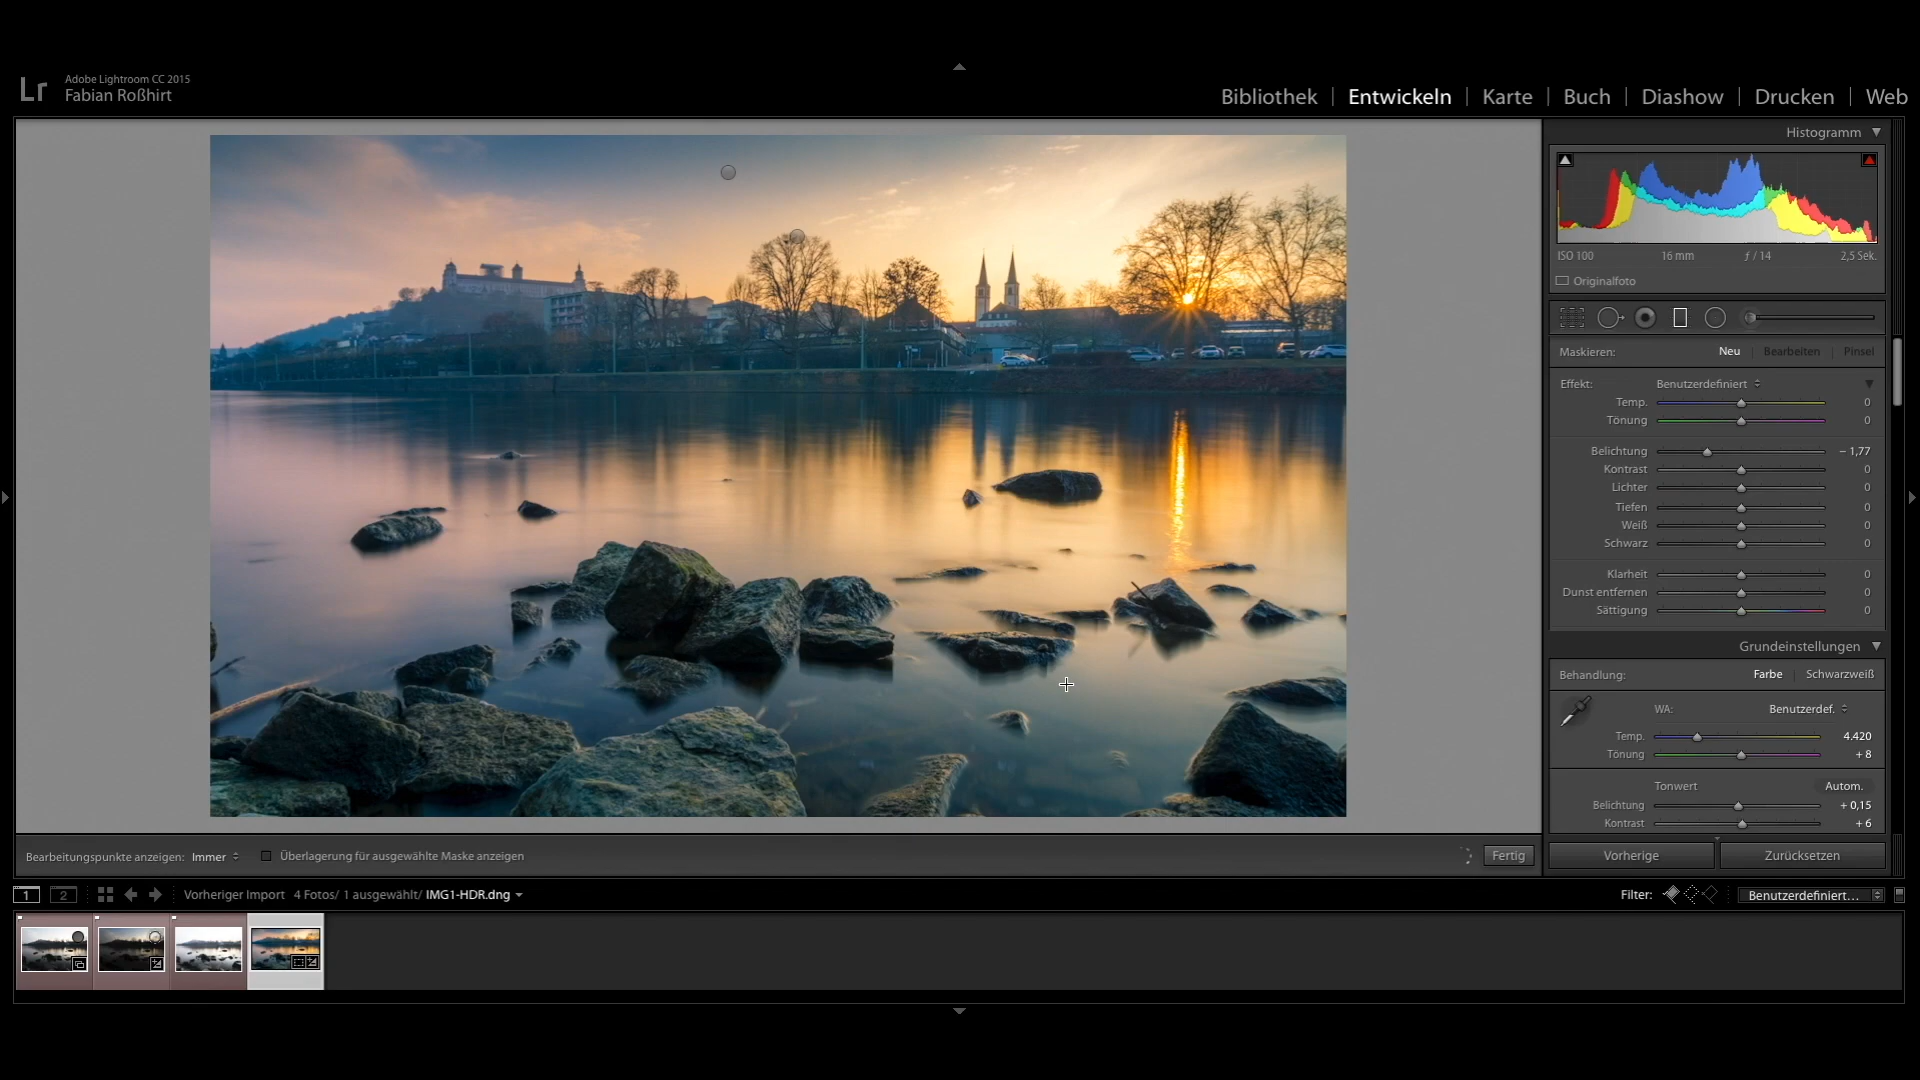 Lr
Adobe Lightroom CC 2015
Fabian Roßhirt
Bibliothek | Entwickeln | Karte | Buch | Diashow | Drucken | Web
Histogramm
ISO 100 16 mm ƒ / 14 2,5 Sek.
Originalfoto
Maskieren: Neu | Bearbeiten | Pinsel
Effekt: Benutzerdefiniert
Temp. 0
Tönung 0
Belichtung − 1,77
Kontrast 0
Lichter 0
Tiefen 0
Weiß 0
Schwarz 0
Klarheit 0
Dunst entfernen 0
Sättigung 0
Grundeinstellungen
Behandlung: Farbe | Schwarzweiß
WA: Benutzerdef.
Temp. 4.420
Tönung + 8
Tonwert Autom.
Belichtung + 0,15
Kontrast + 6
Vorherige Zurücksetzen
Bearbeitungspunkte anzeigen: Immer Überlagerung für ausgewählte Maske anzeigen Fertig
1 2 Vorheriger Import 4 Fotos/ 1 ausgewählt/ IMG1-HDR.dng Filter: Benutzerdefiniert...